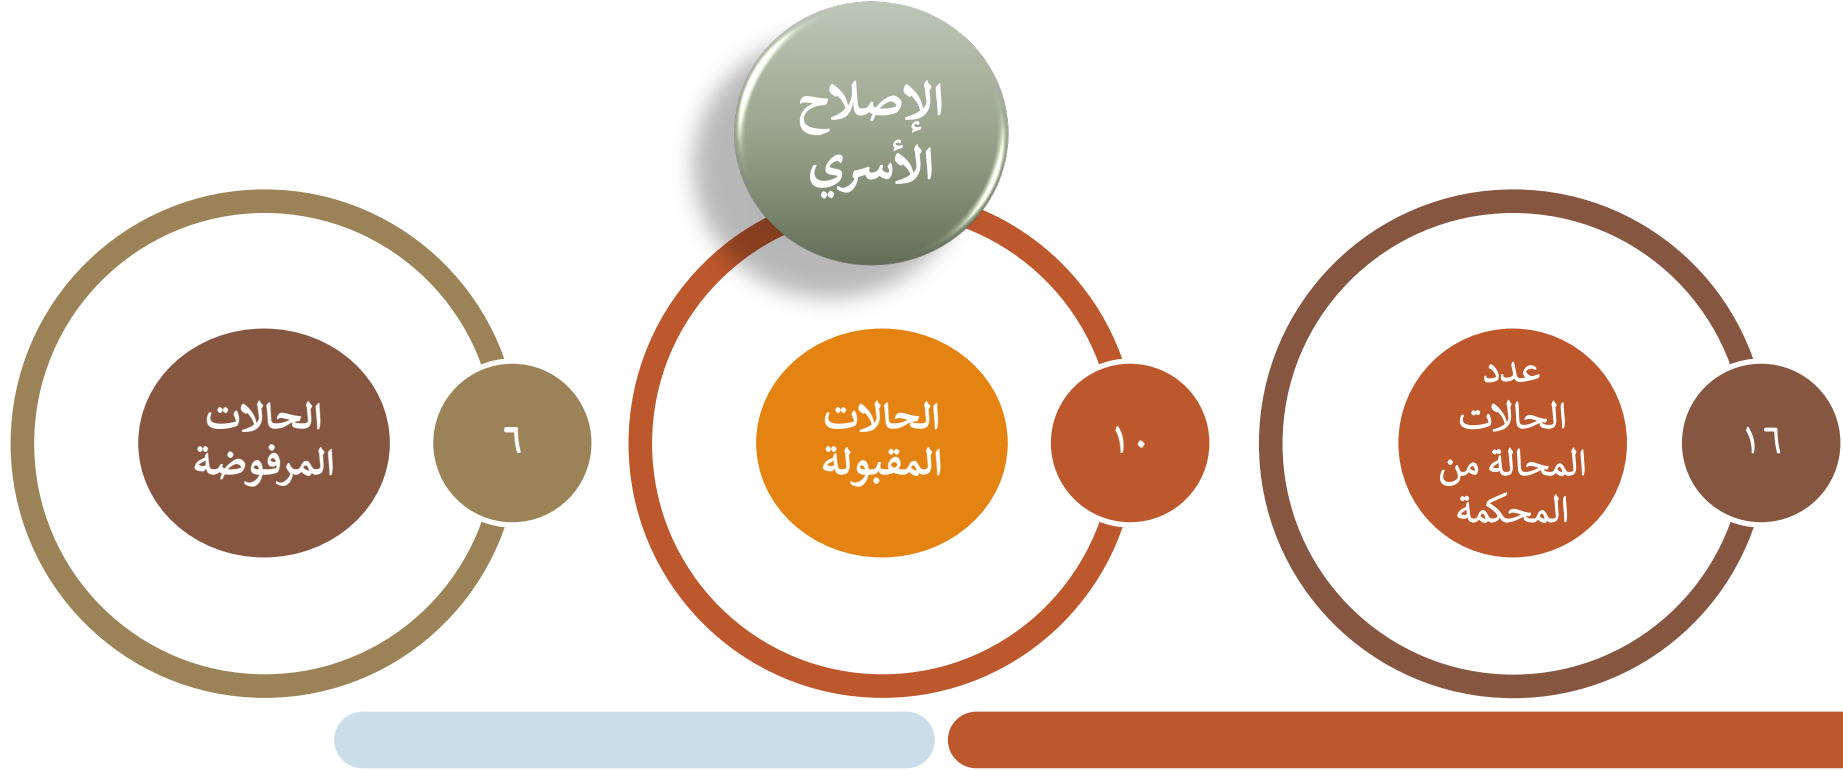 الإصلاح
الأسري
١٦
عدد
الحالات
المحالة من
المحكمة
١٠
الحالات
المقبولة
٦
الحالات
المرفوضة